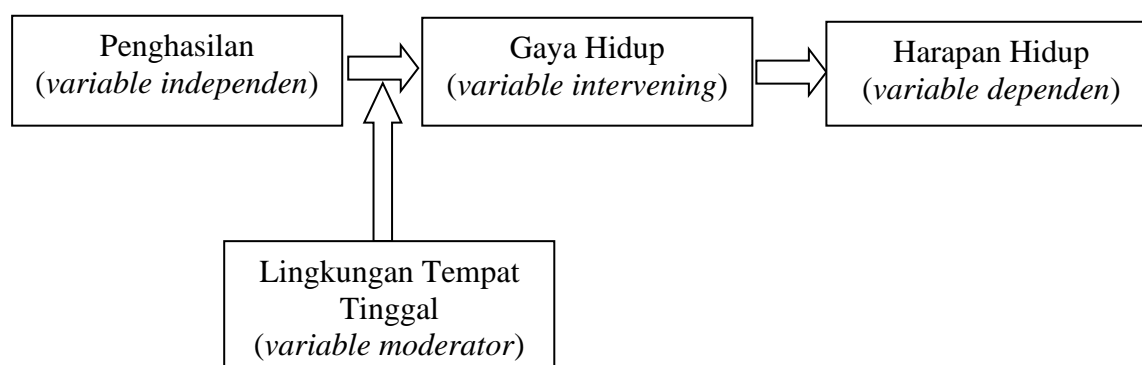 Penghasilan
(variable independen)
Gaya Hidup
(variable intervening)
Harapan Hidup
(variable dependen)
Lingkungan Tempat
Tinggal
(variable moderator)